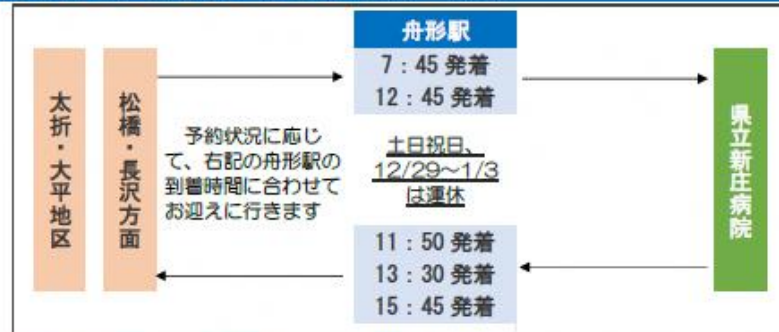 太折・大平地区
松橋・長沢方面
予約状況に応じ
て、右記の舟形駅の
到着時間に合わせて
お迎えに行きます
舟形駅
7:45 発着
12:45 発着
土日祝日、
12/29～1/3
は運休
11:50 発着
13:30 発着
15:45 発着
県立新庄病院